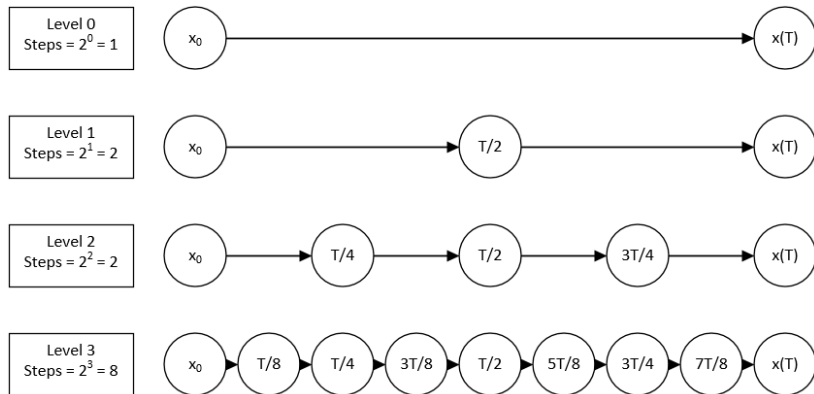 Level 0
Steps = 2⁰ = 1
x₀
x(T)
Level 1
Steps = 2¹ = 2
x₀
T/2
x(T)
Level 2
Steps = 2² = 2
x₀
T/4
T/2
3T/4
x(T)
Level 3
Steps = 2³ = 8
x₀
T/8
T/4
3T/8
T/2
5T/8
3T/4
7T/8
x(T)